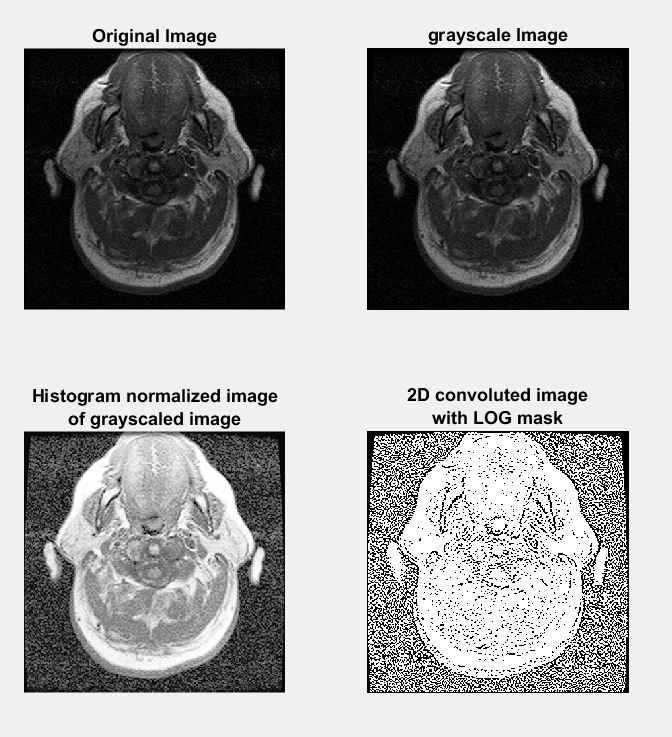 Original Image
grayscale Image
Histogram normalized image
of grayscaled image
2D convoluted image
with LOG mask